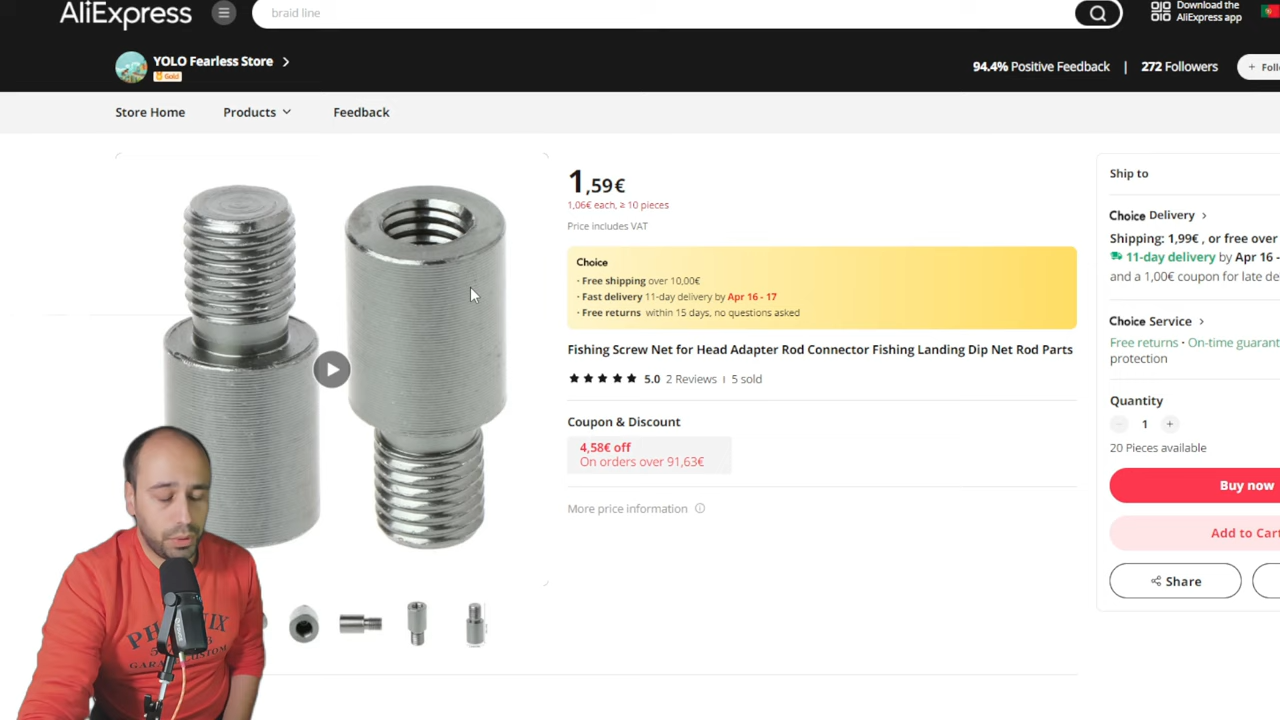 AliExpress
braid line
Download the
AliExpress app
YOLO Fearless Store
Gold
94.4% Positive Feedback | 272 Followers
+ Foll
Store Home
Products
Feedback
1,59€
1,06€ each, ≥ 10 pieces
Price includes VAT
Choice
· Free shipping over 10,00€
· Fast delivery 11-day delivery by Apr 16 - 17
· Free returns within 15 days, no questions asked
Fishing Screw Net for Head Adapter Rod Connector Fishing Landing Dip Net Rod Parts
5.0 2 Reviews | 5 sold
Coupon & Discount
4,58€ off
On orders over 91,63€
More price information
Ship to
Choice Delivery
Shipping: 1,99€ , or free over
11-day delivery by Apr 16 -
and a 1,00€ coupon for late de
Choice Service
Free returns · On-time guarant
protection
Quantity
- 1 +
20 Pieces available
Buy now
Add to Cart
Share